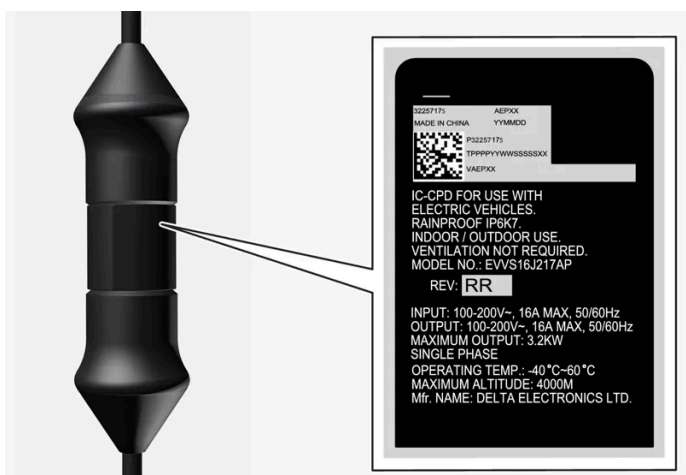 32257175 AEPXX
MADE IN CHINA YYMMDD
P32257175
TPPPPYYWWSSSSSXX
VAEPXX
IC-CPD FOR USE WITH
ELECTRIC VEHICLES.
RAINPROOF IP6K7.
INDOOR / OUTDOOR USE.
VENTILATION NOT REQUIRED.
MODEL NO.: EVVS16J217AP
REV: RR
INPUT: 100-200V~, 16A MAX, 50/60Hz
OUTPUT: 100-200V~, 16A MAX, 50/60Hz
MAXIMUM OUTPUT: 3.2KW
SINGLE PHASE
OPERATING TEMP.: -40°C~60°C
MAXIMUM ALTITUDE: 4000M
Mfr. NAME: DELTA ELECTRONICS LTD.